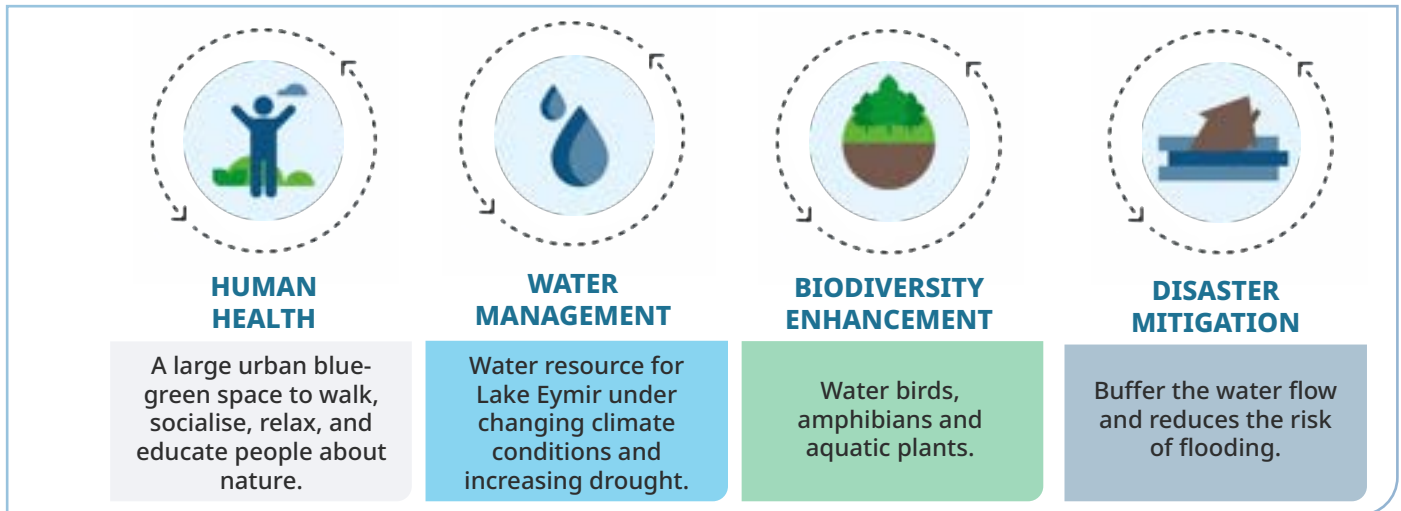 HUMAN
HEALTH
A large urban blue-
green space to walk,
socialise, relax, and
educate people about
nature.
WATER
MANAGEMENT
Water resource for
Lake Eymir under
changing climate
conditions and
increasing drought.
BIODIVERSITY
ENHANCEMENT
Water birds,
amphibians and
aquatic plants.
DISASTER
MITIGATION
Buffer the water flow
and reduces the risk
of flooding.